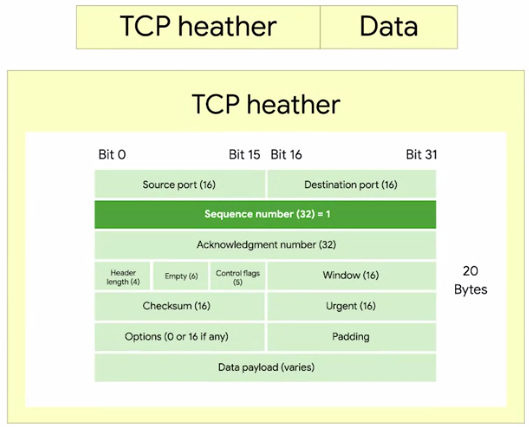 TCP heather Data
TCP heather
Bit 0 Bit 15 Bit 16 Bit 31
Source port (16) Destination port (16)
Sequence number (32) = 1
Acknowledgment number (32)
Header length (4) Empty (6) Control flags (5) Window (16)
20 Bytes
Checksum (16) Urgent (16)
Options (0 or 16 if any) Padding
Data payload (varies)